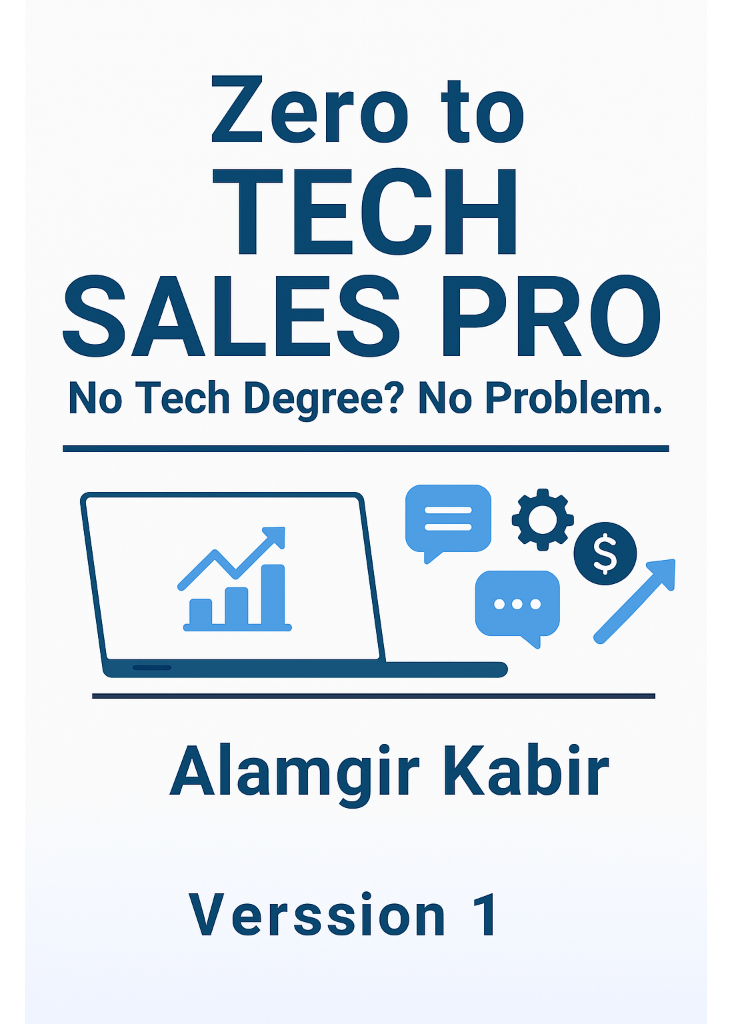 Zero to
TECH
SALES PRO
No Tech Degree? No Problem.
$
Alamgir Kabir
Verssion 1